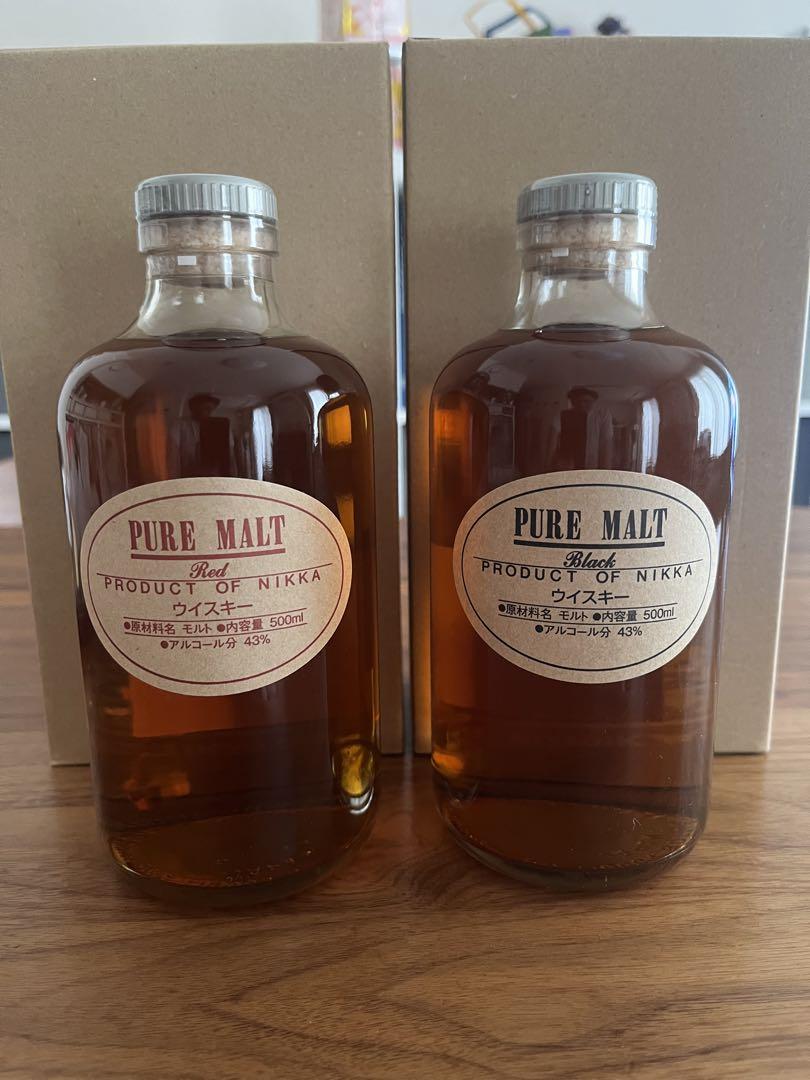 PURE MALT
Red
PRODUCT OF NIKKA
ウイスキー
●原材料名 モルト ●内容量 500ml
●アルコール分 43%
PURE MALT
Black
PRODUCT OF NIKKA
ウイスキー
●原材料名 モルト ●内容量 500ml
●アルコール分 43%